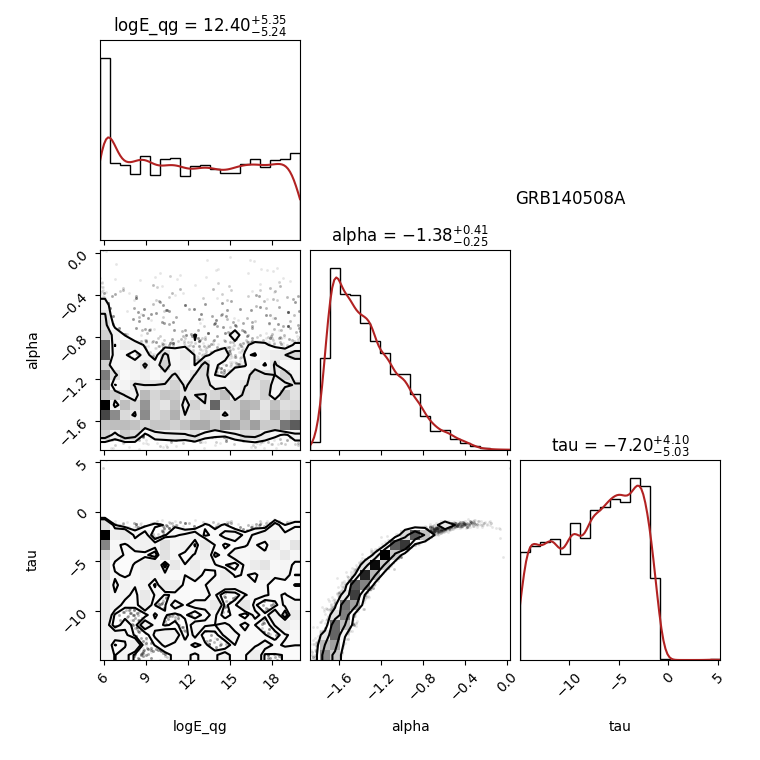 logE_qg = 12.40+5.35−5.24
GRB140508A
alpha = −1.38+0.41−0.25
0.0
−0.4
−0.8
−1.2
−1.6
alpha
tau = −7.20+4.10−5.03
5
0
−5
−10
tau
6 9 12 15 18 −1.6 −1.2 −0.8 −0.4 0.0 −10 −5 0 5
logE_qg alpha tau